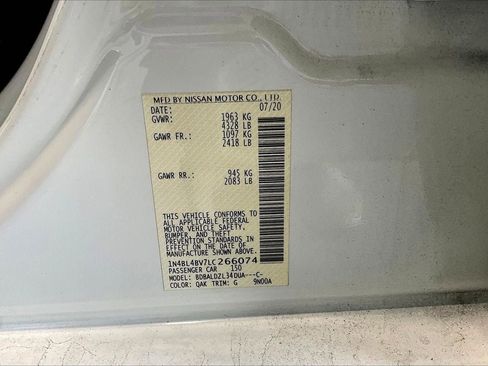 MFD BY NISSAN MOTOR CO., LTD.
DATE: 07/20
GVWR: 1963 KG
4328 LB
GAWR FR: 1097 KG
2418 LB
GAWR RR: 945 KG
2083 LB
THIS VEHICLE CONFORMS TO
ALL APPLICABLE FEDERAL
MOTOR VEHICLE SAFETY,
BUMPER, AND THEFT
PREVENTION STANDARDS IN
EFFECT ON THE DATE OF
MANUFACTURE SHOWN ABOVE.
1N4BL4BV7LC266074
PASSENGER CAR 150
MODEL: BDBALDZL34DUA---C-
COLOR: QAK TRIM: G 9N00A